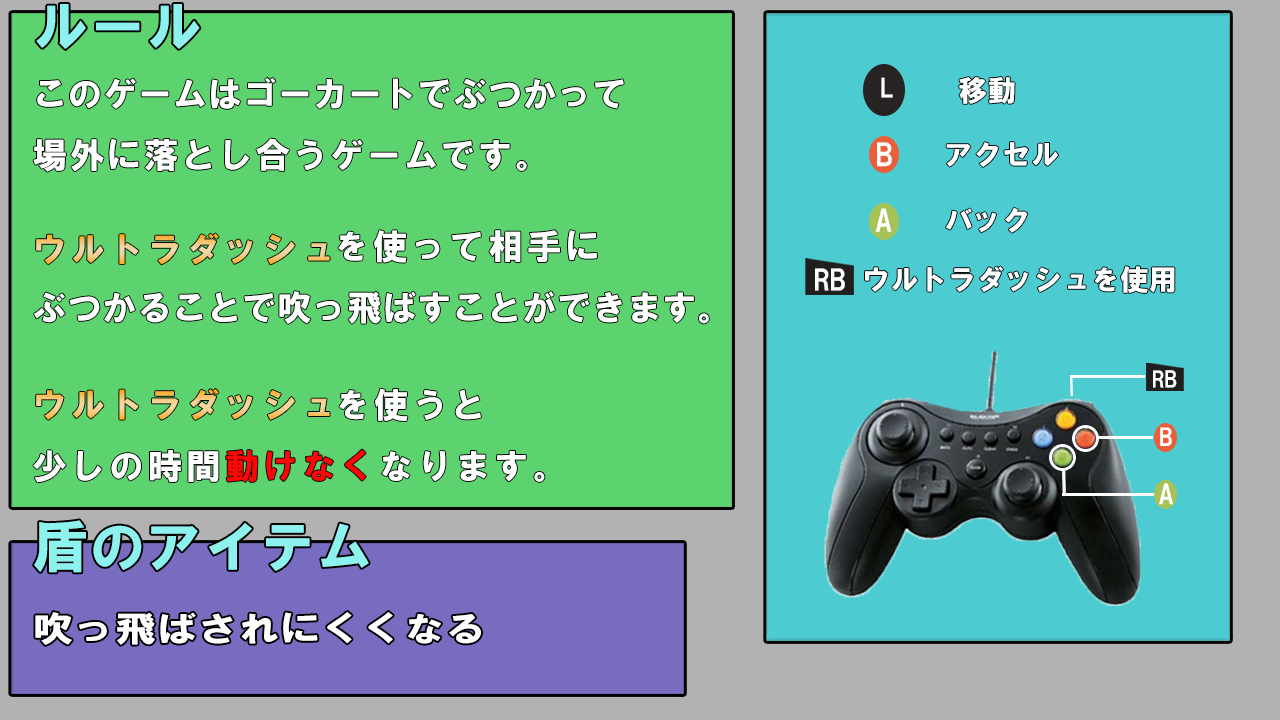 ルール
このゲームはゴーカートでぶつかって
場外に落とし合うゲームです。
ウルトラダッシュを使って相手に
ぶつかることで吹っ飛ばすことができます。
ウルトラダッシュを使うと
少しの時間動けなくなります。
盾のアイテム
吹っ飛ばされにくくなる
L 移動
B アクセル
A バック
RB ウルトラダッシュを使用
RB
B
A